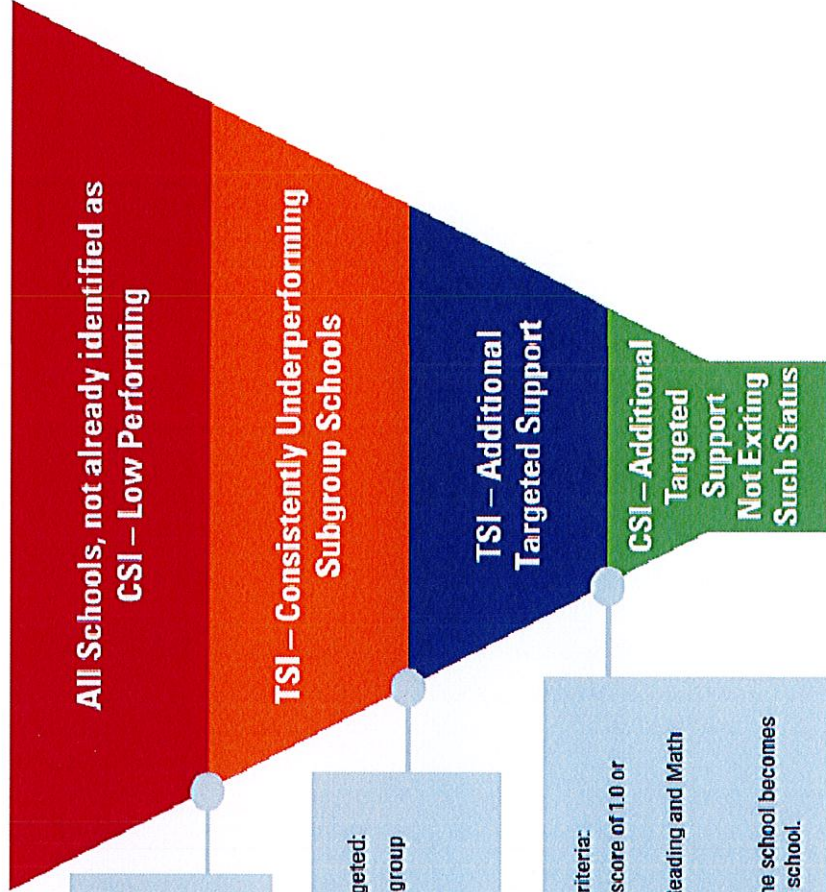 All Schools, not already identified as
CSI – Low Performing
TSI – Consistently Underperforming
Subgroup Schools
geted:
group
TSI – Additional
Targeted Support
riteria:
score of 1.0 or
eading and Math
school becomes
school.
CSI – Additional
Targeted
Support
Not Exiting
Such Status